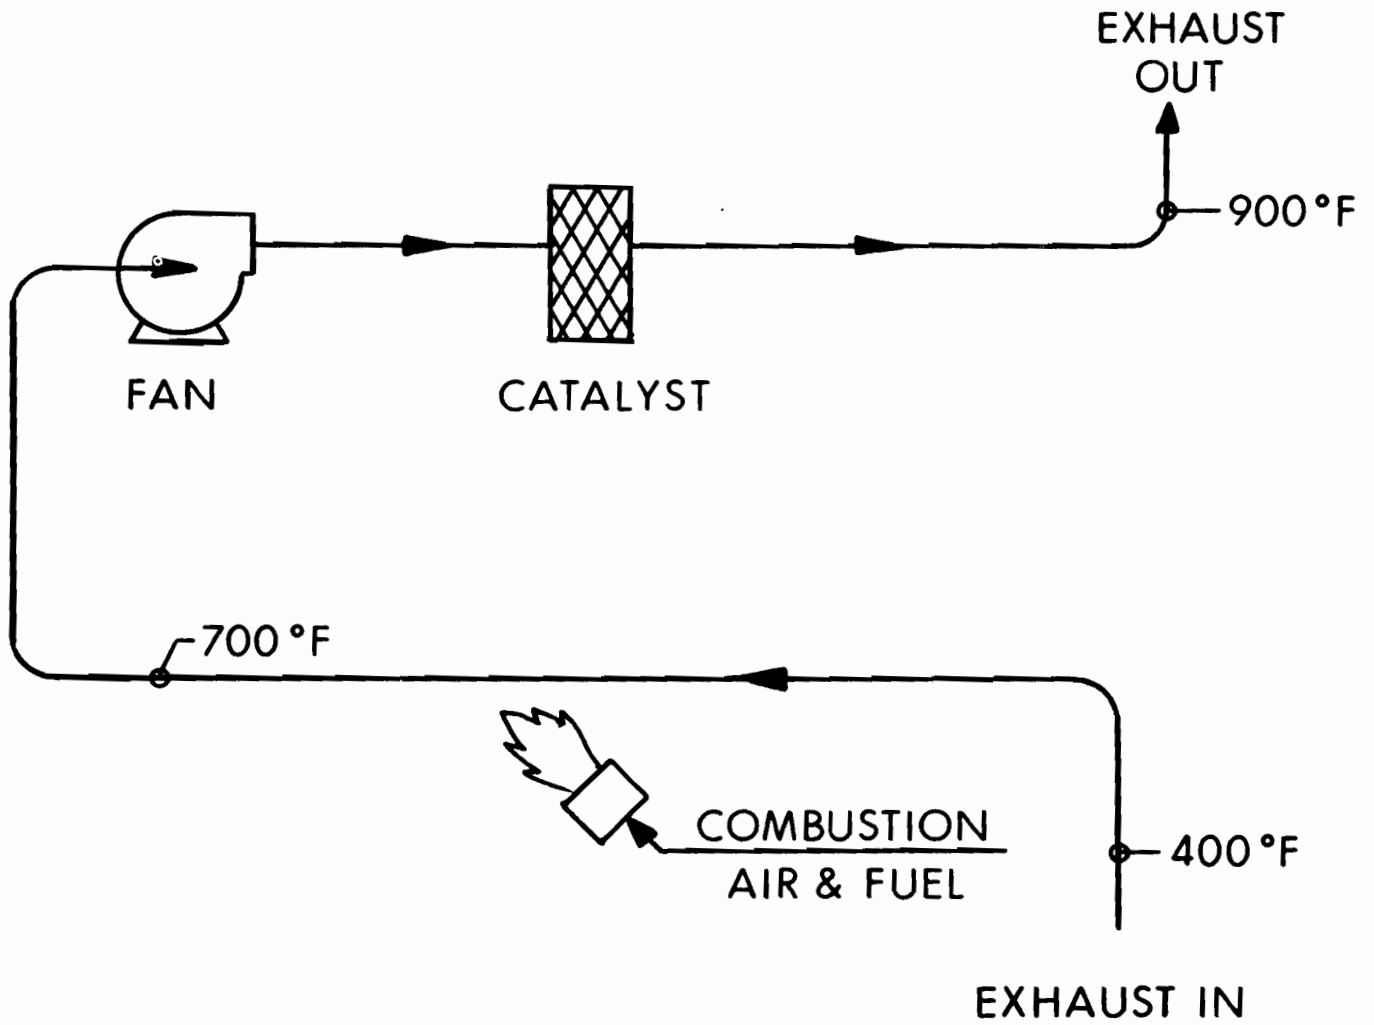 EXHAUST
OUT
900°F
FAN
CATALYST
700°F
COMBUSTION
AIR & FUEL
400°F
EXHAUST IN